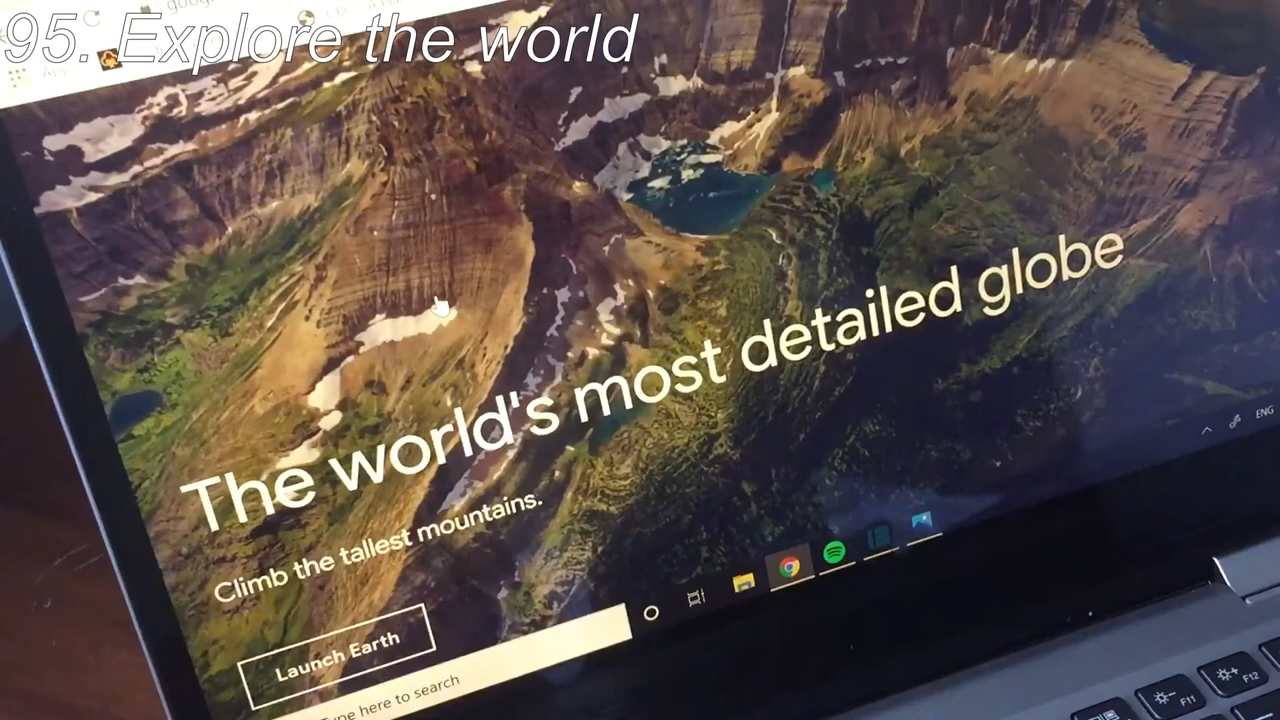 95. Explore the world
The world's most detailed globe
Climb the tallest mountains.
Launch Earth
here to search
ENG
F11
F12